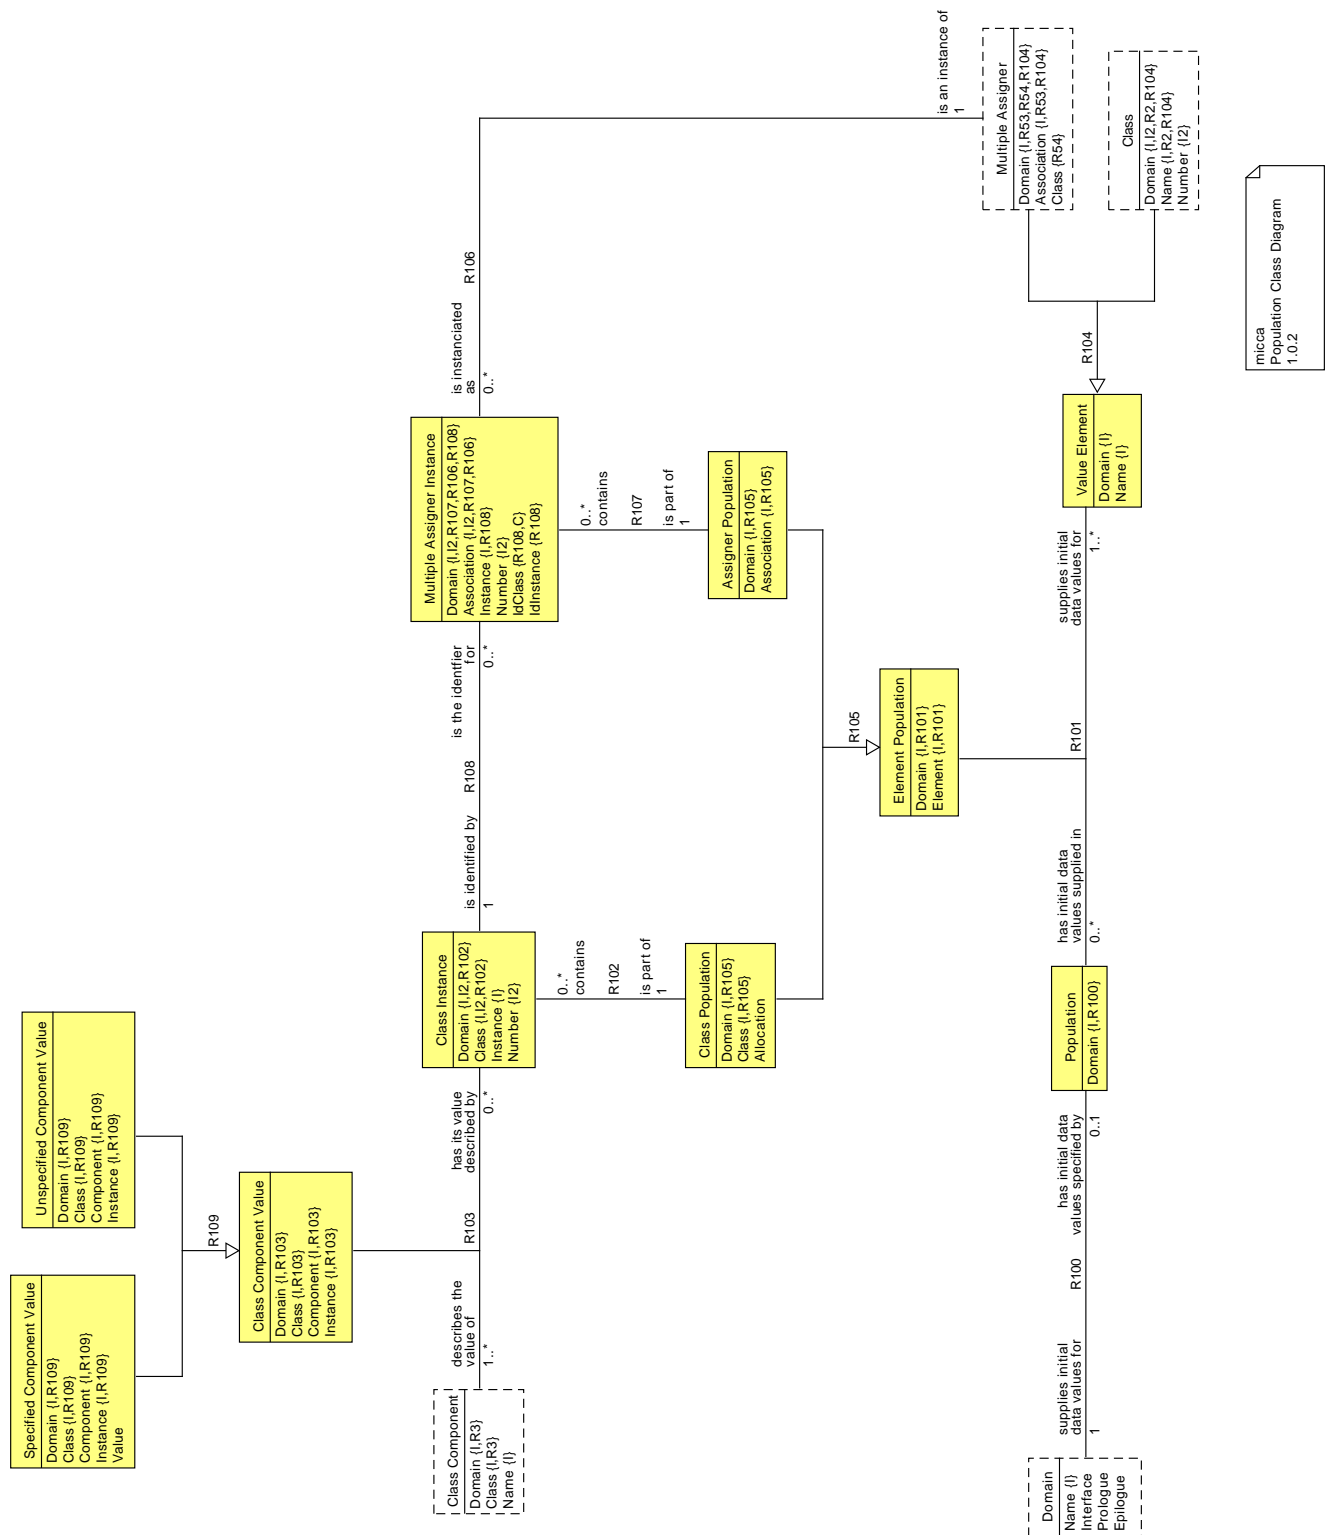 Specified Component Value
Domain {I,R109}
Class {I,R109}
Component {I,R109}
Instance {I,R109}
Value
Unspecified Component Value
Domain {I,R109}
Class {I,R109}
Component {I,R109}
Instance {I,R109}
R109
Class Component Value
Domain {I,R103}
Class {I,R103}
Component {I,R103}
Instance {I,R103}
Class Component
Domain {I,R3}
Class {I,R3}
Name {I}
describes the
value of
1..*
R103
has its value
described by
0..*
Class Instance
Domain {I,I2,R102}
Class {I,I2,R102}
Instance {I}
Number {I2}
is identified by
1
R108
is the identifier
for
0..*
Multiple Assigner Instance
Domain {I,I2,R107,R106,R108}
Association {I,I2,R107,R106}
Instance {I,R108}
Number {I2}
IdClass {R108,C}
IdInstance {R108}
is instanciated
as
0..*
R106
is an instance of
1
0..*
contains
R102
is part of
1
0..*
contains
R107
is part of
1
Class Population
Domain {I,R105}
Class {I,R105}
Allocation
Assigner Population
Domain {I,R105}
Association {I,R105}
R105
Element Population
Domain {I,R101}
Element {I,R101}
Domain
Name {I}
Interface
Prologue
Epilogue
supplies initial
data values for
1
R100
has initial data
values specified by
0..1
Population
Domain {I,R100}
has initial data
values supplied in
0..*
R101
supplies initial
data values for
1..*
Value Element
Domain {I}
Name {I}
R104
Multiple Assigner
Domain {I,R53,R54,R104}
Association {I,R53,R104}
Class {R54}
Class
Domain {I,I2,R2,R104}
Name {I,R2,R104}
Number {I2}
micca
Population Class Diagram
1.0.2